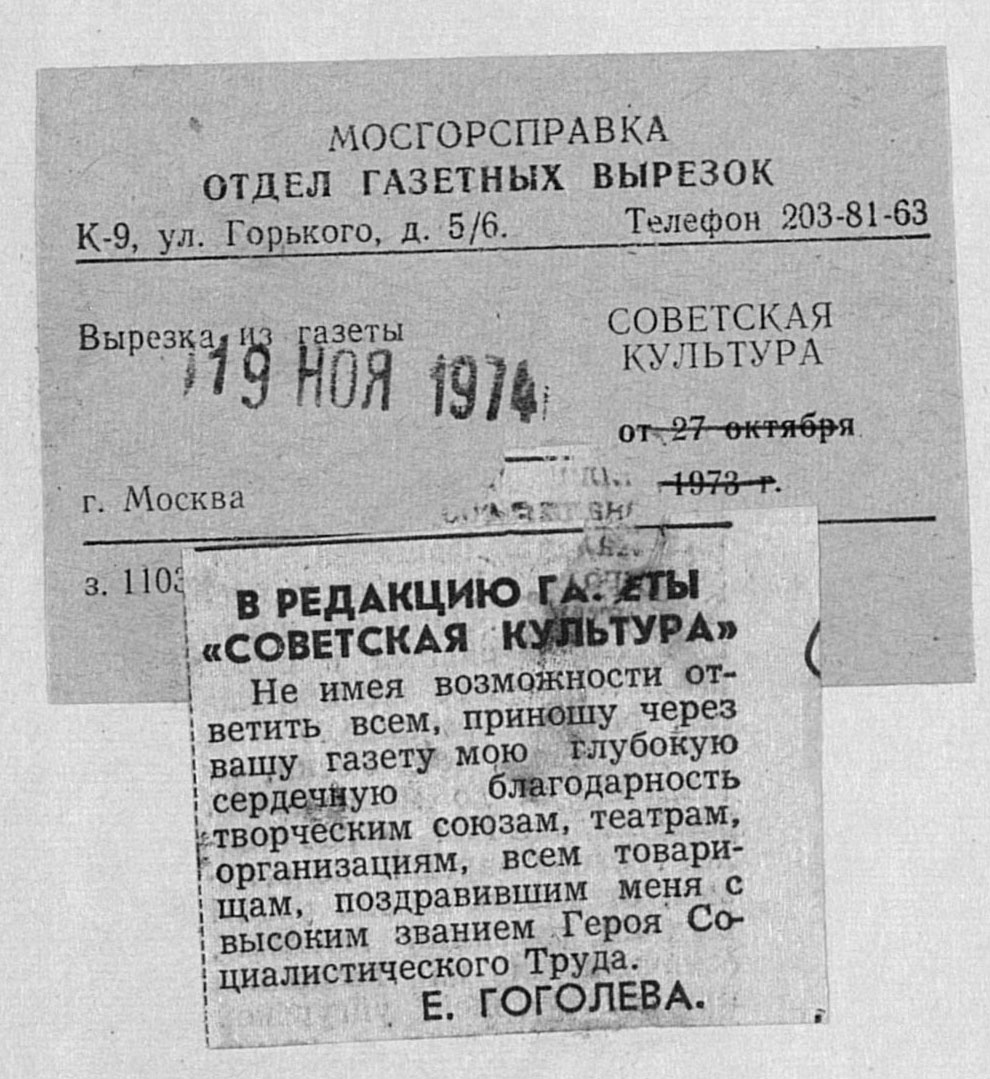 МОСГОРСПРАВКА
ОТДЕЛ ГАЗЕТНЫХ ВЫРЕЗОК
К-9, ул. Горького, д. 5/6. Телефон 203-81-63
Вырезка из газеты
СОВЕТСКАЯ
КУЛЬТУРА
19 НОЯ 1974
от 27 октября
1973 г.
г. Москва
з. 1103
В РЕДАКЦИЮ ГАЗЕТЫ
«СОВЕТСКАЯ КУЛЬТУРА»
Не имея возможности от-
ветить всем, приношу через
вашу газету мою глубокую
сердечную благодарность
творческим союзам, театрам,
организациям, всем товари-
щам, поздравившим меня с
высоким званием Героя Со-
циалистического Труда.
Е. ГОГОЛЕВА.